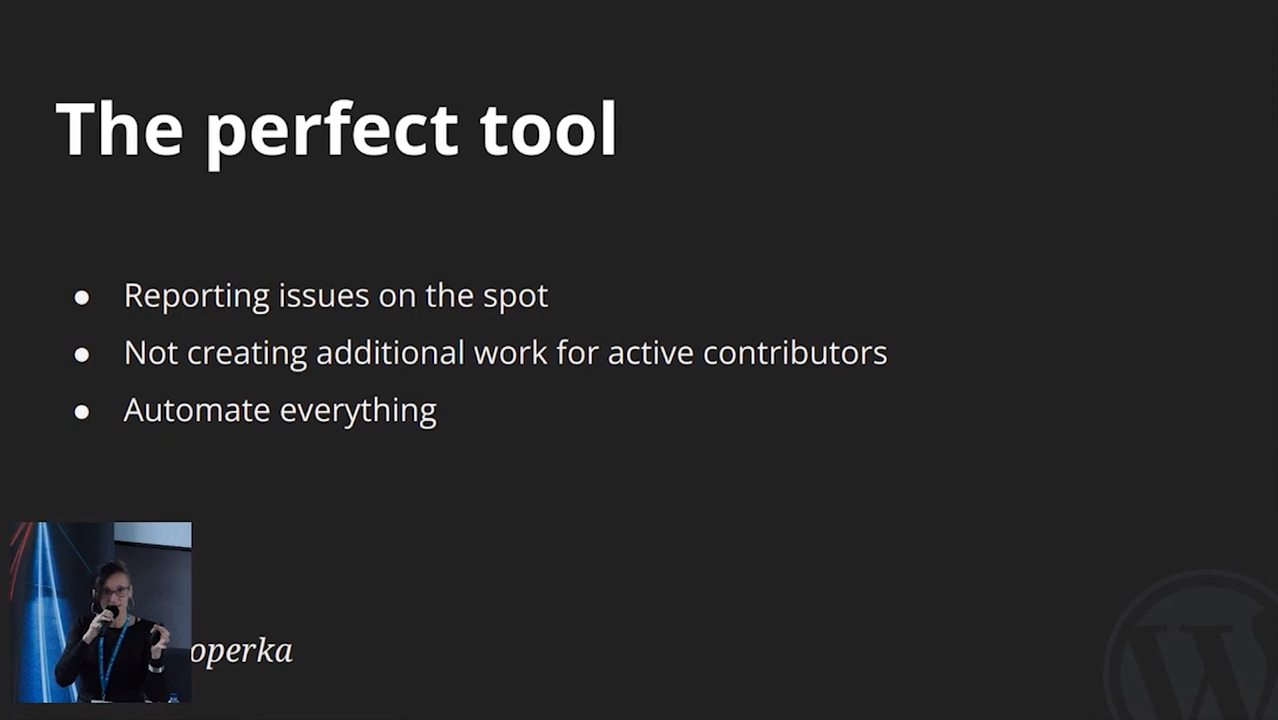 The perfect tool
Reporting issues on the spot
Not creating additional work for active contributors
Automate everything
operka